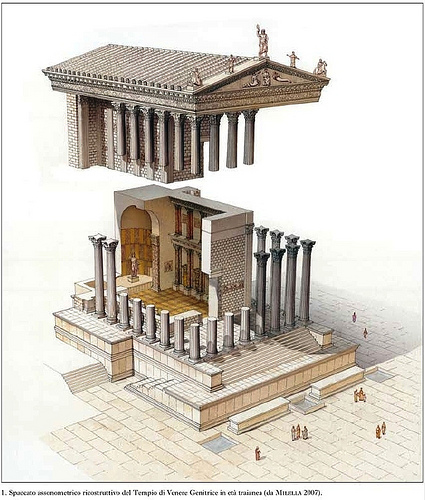 1. Spaccato assonometrico ricostruttivo del Tempio di Venere Genitrice in età traianea (da MILELLA 2007).